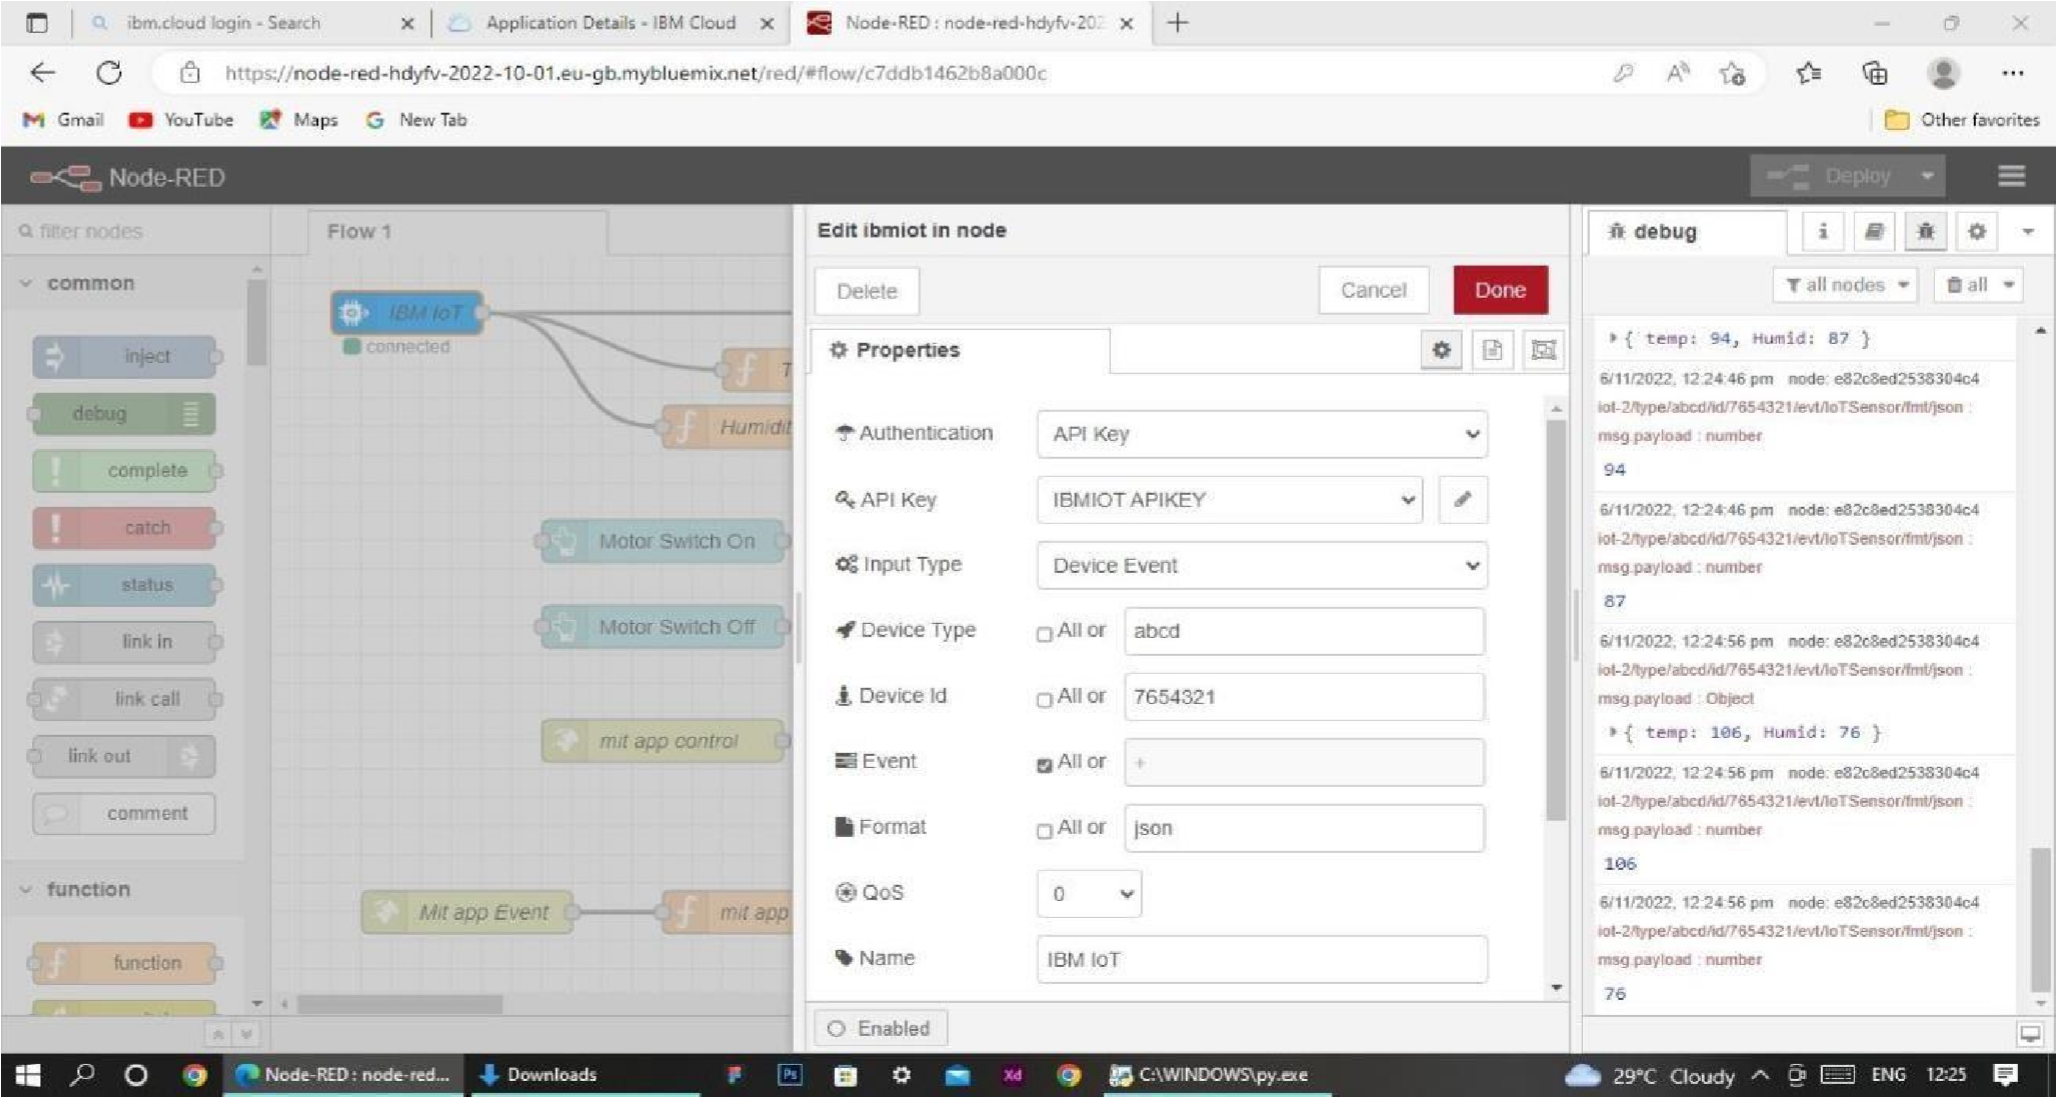 ibm.cloud login - Search
Application Details - IBM Cloud
Node-RED : node-red-hdyfv-202
https://node-red-hdyfv-2022-10-01.eu-gb.mybluemix.net/red/#flow/c7ddb1462b8a000c
Gmail
YouTube
Maps
New Tab
Other favorites
Node-RED
Deploy
filter nodes
common
inject
debug
complete
catch
status
link in
link call
link out
comment
function
function
Flow 1
IBM IoT
connected
T
Humidit
Motor Switch On
Motor Switch Off
mit app control
Mit app Event
mit app
Edit ibmiot in node
Delete
Cancel
Done
Properties
Authentication
API Key
API Key
IBMIOT APIKEY
Input Type
Device Event
Device Type
All or
abcd
Device Id
All or
7654321
Event
All or
+
Format
All or
json
QoS
0
Name
IBM IoT
Enabled
debug
all nodes
all
{ temp: 94, Humid: 87 }
6/11/2022, 12:24:46 pm node: e82c8ed2538304c4
iot-2/type/abcd/id/7654321/evt/IoTSensor/fmt/json :
msg.payload : number
94
6/11/2022, 12:24:46 pm node: e82c8ed2538304c4
iot-2/type/abcd/id/7654321/evt/IoTSensor/fmt/json :
msg.payload : number
87
6/11/2022, 12:24:56 pm node: e82c8ed2538304c4
iot-2/type/abcd/id/7654321/evt/IoTSensor/fmt/json :
msg.payload : Object
{ temp: 106, Humid: 76 }
6/11/2022, 12:24:56 pm node: e82c8ed2538304c4
iot-2/type/abcd/id/7654321/evt/IoTSensor/fmt/json :
msg.payload : number
106
6/11/2022, 12:24:56 pm node: e82c8ed2538304c4
iot-2/type/abcd/id/7654321/evt/IoTSensor/fmt/json :
msg.payload : number
76
Node-RED : node-red...
Downloads
Ps
Xd
C:\WINDOWS\py.exe
29°C Cloudy
ENG
12:25